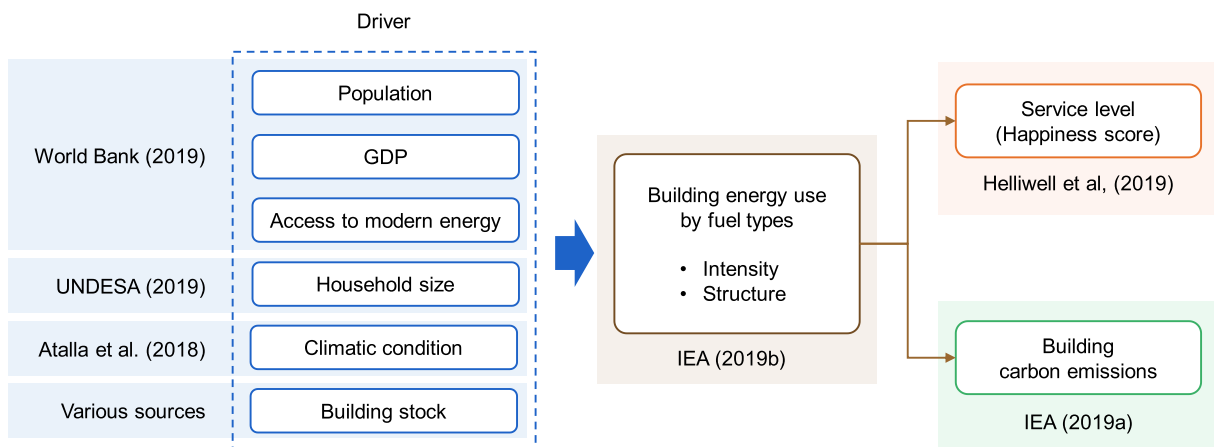 Driver
World Bank (2019)
Population
GDP
Access to modern energy
UNDESA (2019)
Household size
Atalla et al. (2018)
Climatic condition
Various sources
Building stock
Building energy use
by fuel types
• Intensity
• Structure
IEA (2019b)
Service level
(Happiness score)
Helliwell et al, (2019)
Building
carbon emissions
IEA (2019a)